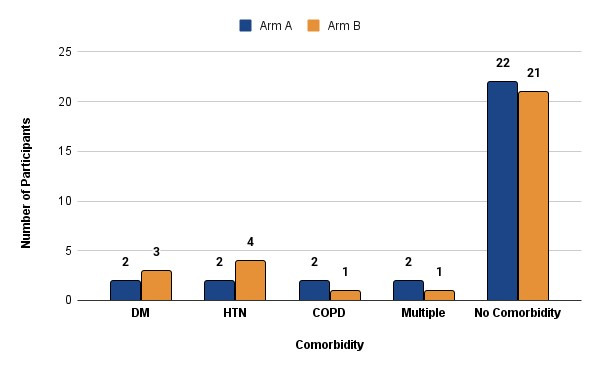 Arm A Arm B
25
22
21
20
15
10
5
4
3
2 2 2 1 2 1
0
DM HTN COPD Multiple No Comorbidity
Number of Participants
Comorbidity